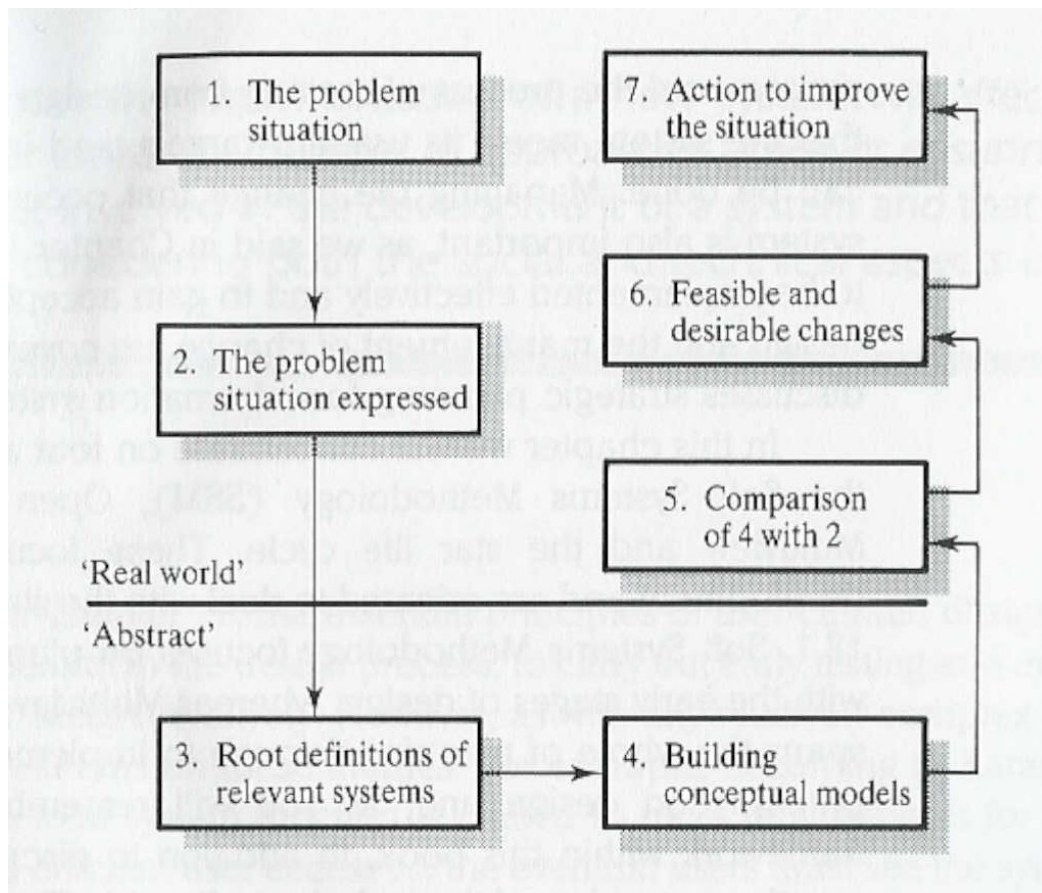 1. The problem
situation
7. Action to improve
the situation
2. The problem
situation expressed
6. Feasible and
desirable changes
5. Comparison
of 4 with 2
'Real world'
'Abstract'
3. Root definitions of
relevant systems
4. Building
conceptual models